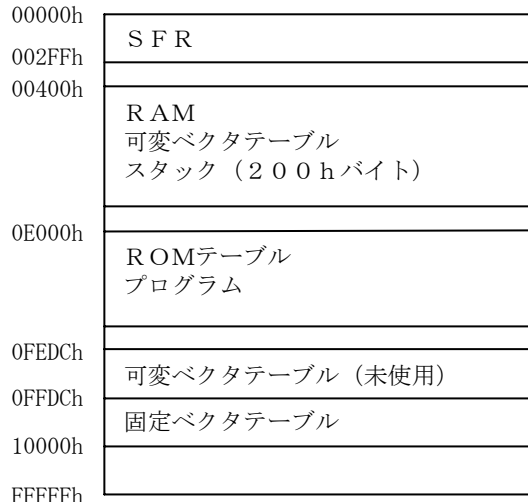 00000h
ＳＦＲ
002FFh
00400h
ＲＡＭ
可変ベクタテーブル
スタック（２００ｈバイト）
0E000h
ＲＯＭテーブル
プログラム
0FEDCh
可変ベクタテーブル（未使用）
0FFDCh
固定ベクタテーブル
10000h
FFFFFh